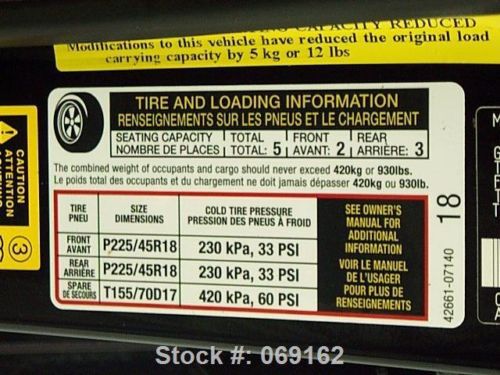 CARRYING CAPACITY REDUCED
Modifications to this vehicle have reduced the original load
carrying capacity by 5 kg or 12 lbs
TIRE AND LOADING INFORMATION
RENSEIGNEMENTS SUR LES PNEUS ET LE CHARGEMENT
SEATING CAPACITY TOTAL FRONT REAR
NOMBRE DE PLACES TOTAL: 5 AVANT: 2 ARRIÈRE: 3
The combined weight of occupants and cargo should never exceed 420kg or 930lbs.
Le poids total des occupants et du chargement ne doit jamais dépasser 420kg ou 930lb.
TIRE SIZE COLD TIRE PRESSURE
PNEU DIMENSIONS PRESSION DES PNEUS À FROID
FRONT
AVANT P225/45R18 230 kPa, 33 PSI
REAR
ARRIÈRE P225/45R18 230 kPa, 33 PSI
SPARE
DE SECOURS T155/70D17 420 kPa, 60 PSI
SEE OWNER'S
MANUAL FOR
ADDITIONAL
INFORMATION
VOIR LE MANUEL
DE L'USAGER
POUR PLUS DE
RENSEIGNEMENTS
18
42661-07140
CAUTION
ATTENTION
3
Stock #: 069162